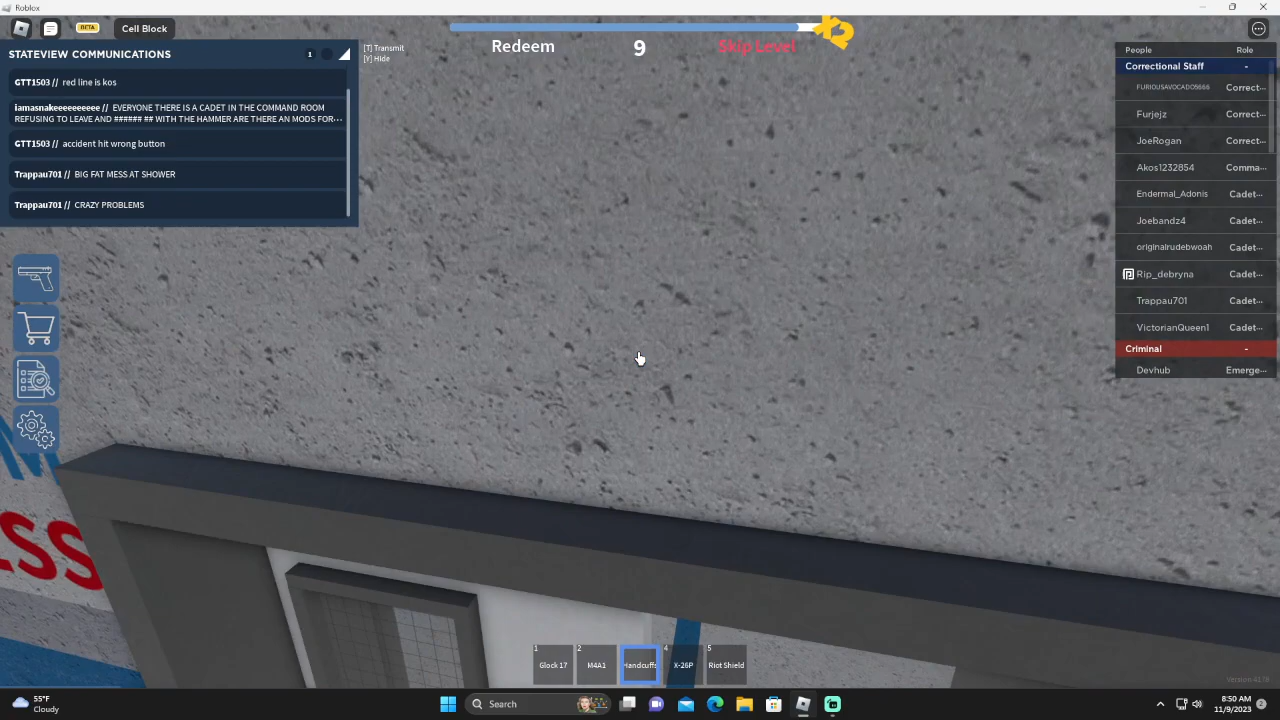 Roblox
BETA
Cell Block
STATEVIEW COMMUNICATIONS
1
[T] Transmit
[Y] Hide
GTT1503 // red line is kos
iamasnakeeeeeeeeee // EVERYONE THERE IS A CADET IN THE COMMAND ROOM
REFUSING TO LEAVE AND ###### ## WITH THE HAMMER ARE THERE AN MODS FOR...
GTT1503 // accident hit wrong button
Trappau701 // BIG FAT MESS AT SHOWER
Trappau701 // CRAZY PROBLEMS
Redeem
9
Skip Level
People Role
Correctional Staff -
FURIOUSAVOCADO5666 Correct...
Furjejz Correct...
JoeRogan Correct...
Akos1232854 Comma...
Endermal_Adonis Cadet...
Joebandz4 Cadet...
originalrudebwoah Cadet...
Rip_debryna Cadet...
Trappau701 Cadet...
VictorianQueen1 Cadet...
Criminal -
Devhub Emerge...
ESS
1 Glock 17
2 M4A1
Handcuffs
4 X-26P
5 Riot Shield
Version: 4178
55°F
Cloudy
Search
8:50 AM
11/9/2023
2